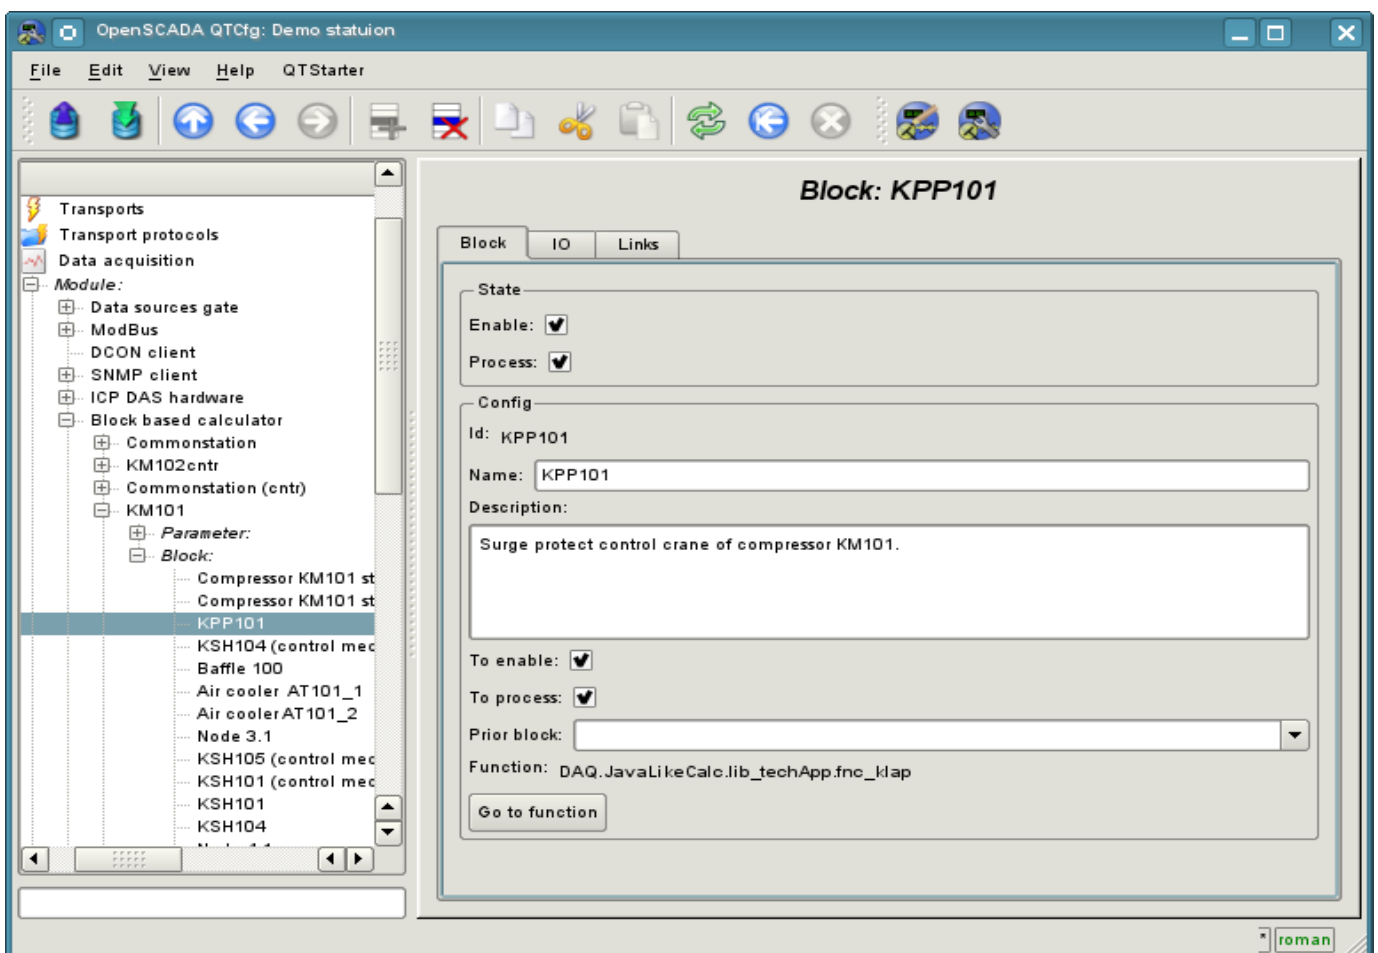 OpenSCADA QTCfg: Demo statuion
File Edit View Help QTStarter
Transports
Transport protocols
Data acquisition
Module:
Data sources gate
ModBus
DCON client
SNMP client
ICP DAS hardware
Block based calculator
Commonstation
KM102cntr
Commonstation (cntr)
KM101
Parameter:
Block:
Compressor KM101 st
Compressor KM101 st
KPP101
KSH104 (control mec
Baffle 100
Air cooler AT101_1
Air cooler AT101_2
Node 3.1
KSH105 (control mec
KSH101 (control mec
KSH101
KSH104
Block: KPP101
Block IO Links
State
Enable:
Process:
Config
Id: KPP101
Name: KPP101
Description:
Surge protect control crane of compressor KM101.
To enable:
To process:
Prior block:
Function: DAQ.JavaLikeCalc.lib_techApp.fnc_klap
Go to function
* roman